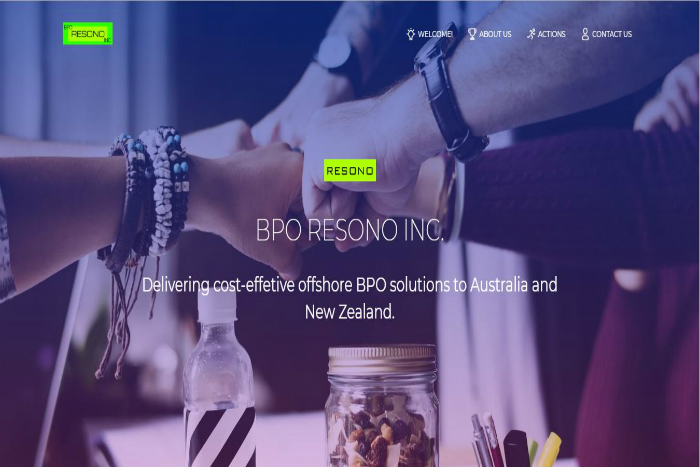 BPO
RESONO
INC.
WELCOME!
ABOUT US
ACTIONS
CONTACT US
RESONO
BPO RESONO INC.
Delivering cost-effetive offshore BPO solutions to Australia and
New Zealand.